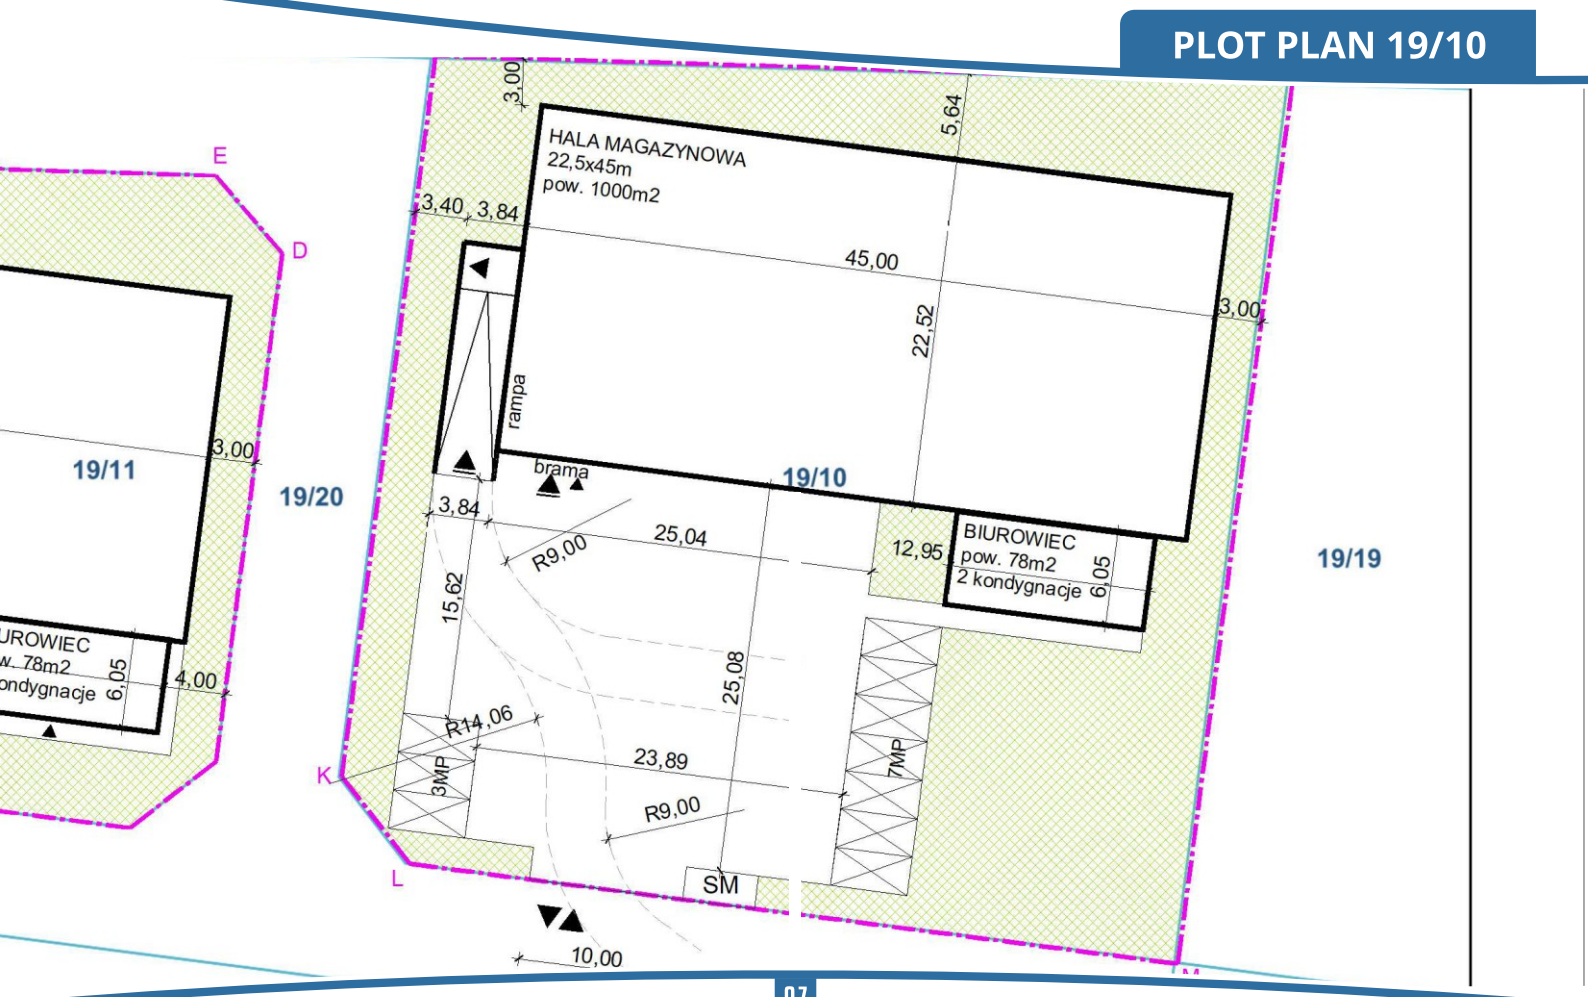 PLOT PLAN 19/10
3,00
5,64
HALA MAGAZYNOWA
22,5x45m
pow. 1000m2
E
D
3,40
3,84
45,00
22,52
3,00
rampa
3,00
19/11
19/20
brama
19/10
3,84
25,04
R9,00
12,95
BIUROWIEC
pow. 78m2
2 kondygnacje
6,05
19/19
15,62
UROWIEC
w. 78m2
ondygnacje
6,05
4,00
25,08
R14,06
23,89
7MP
3MP
K
R9,00
L
SM
10,00
M
07